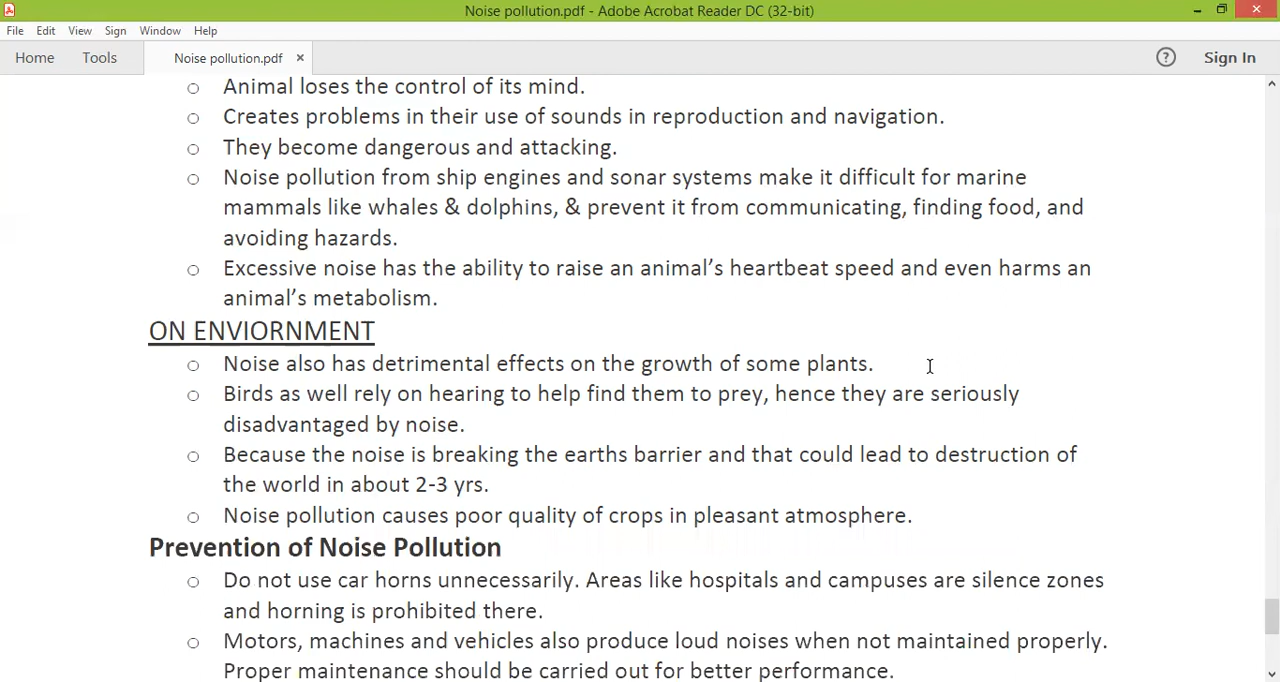 Noise pollution.pdf - Adobe Acrobat Reader DC (32-bit)
File Edit View Sign Window Help
Home Tools Noise pollution.pdf × ? Sign In
○ Animal loses the control of its mind.
○ Creates problems in their use of sounds in reproduction and navigation.
○ They become dangerous and attacking.
○ Noise pollution from ship engines and sonar systems make it difficult for marine
mammals like whales & dolphins, & prevent it from communicating, finding food, and
avoiding hazards.
○ Excessive noise has the ability to raise an animal’s heartbeat speed and even harms an
animal’s metabolism.
ON ENVIORNMENT
○ Noise also has detrimental effects on the growth of some plants.
○ Birds as well rely on hearing to help find them to prey, hence they are seriously
disadvantaged by noise.
○ Because the noise is breaking the earths barrier and that could lead to destruction of
the world in about 2-3 yrs.
○ Noise pollution causes poor quality of crops in pleasant atmosphere.
Prevention of Noise Pollution
○ Do not use car horns unnecessarily. Areas like hospitals and campuses are silence zones
and horning is prohibited there.
○ Motors, machines and vehicles also produce loud noises when not maintained properly.
Proper maintenance should be carried out for better performance.